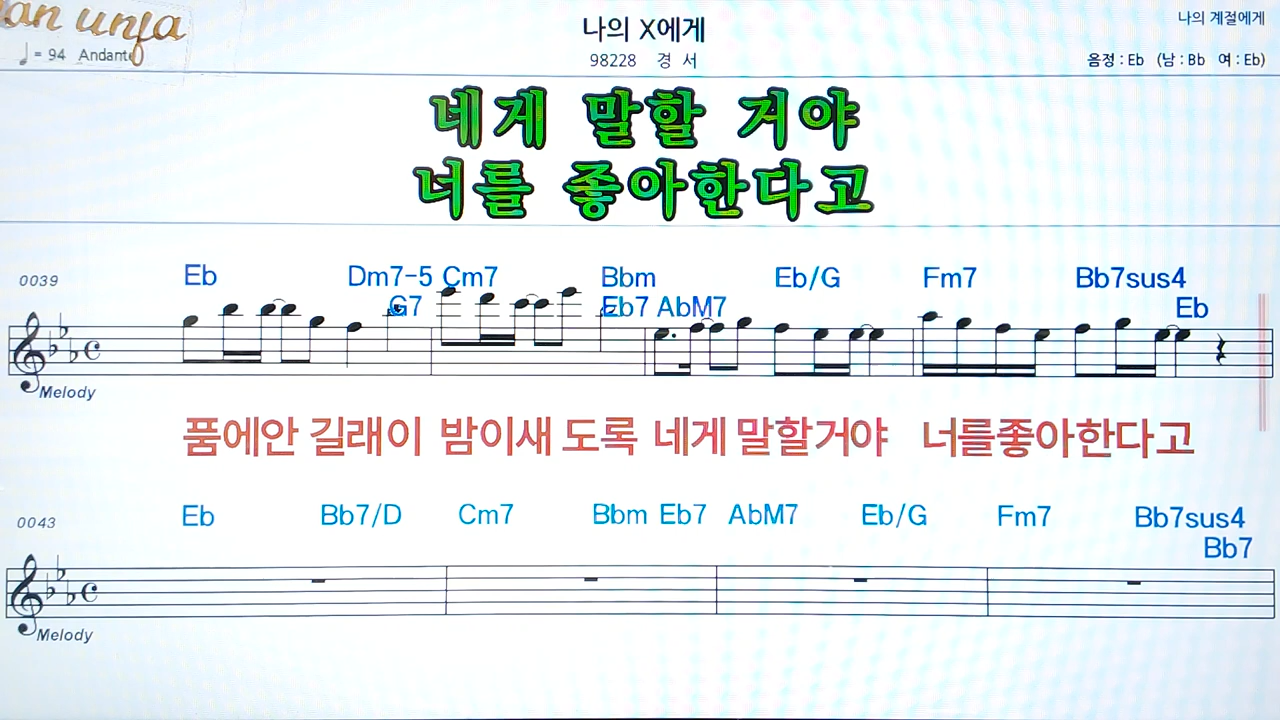 나의 X에게
나의 계절에게
♩= 94 Andante
98228 경 서
음정 : Eb (남 : Bb 여 : Eb)
네게 말할 거야
너를 좋아한다고
0039
Eb Dm7-5 Cm7 Bbm Eb/G Fm7 Bb7sus4
G7 Eb7 AbM7 Eb
Melody
품에안 길래이 밤이새 도록 네게 말할거야 너를좋아한다고
0043
Eb Bb7/D Cm7 Bbm Eb7 AbM7 Eb/G Fm7 Bb7sus4
Bb7
Melody